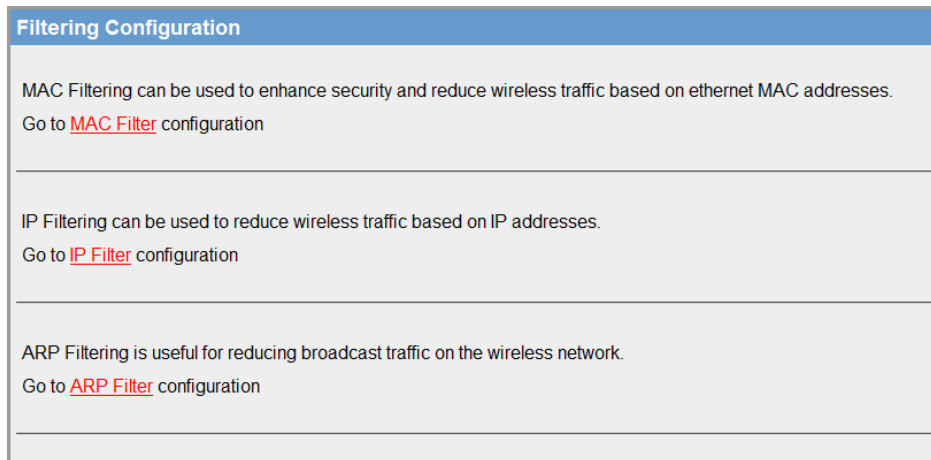 Filtering Configuration
MAC Filtering can be used to enhance security and reduce wireless traffic based on ethernet MAC addresses.
Go to MAC Filter configuration
IP Filtering can be used to reduce wireless traffic based on IP addresses.
Go to IP Filter configuration
ARP Filtering is useful for reducing broadcast traffic on the wireless network.
Go to ARP Filter configuration